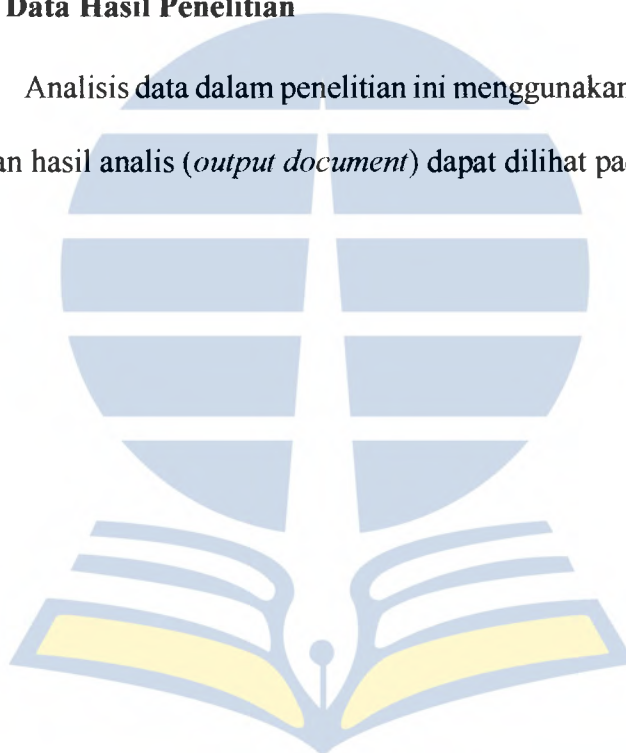 Data Hasil Penelitian
Analisis data dalam penelitian ini menggunakan
an hasil analis (output document) dapat dilihat pa